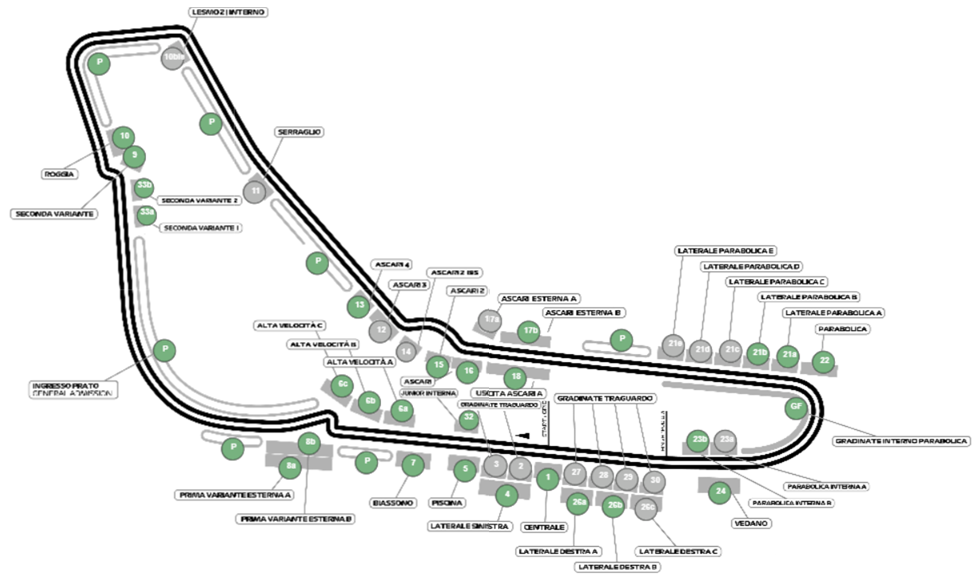 LESMO 2 | INTERNO
P
P
SERRAGLIO
10
9
ROGGIA
11
33b
SECONDA VARIANTE 2
SECONDA VARIANTE
33a
SECONDA VARIANTE 1
P
ASCARI 4
ASCARI 2 BIS
ASCARI 3
ASCARI 2
13
12
14
LATERALE PARABOLICA E
LATERALE PARABOLICA D
LATERALE PARABOLICA C
LATERALE PARABOLICA B
LATERALE PARABOLICA A
PARABOLICA
ASCARI ESTERNA A
ASCARI ESTERNA B
17a
17b
P
21e
21d
21c
21b
21a
22
ALTA VELOCITÀ C
ALTA VELOCITÀ B
ALTA VELOCITÀ A
P
15
16
18
ASCARI
JUNIOR INTERNA
USCITA ASCARI A
GRADINATE TRAGUARDO
GRADINATE TRAGUARDO
INGRESSO PRATO
GENERAL ADMISSION
6c
6b
6a
32
GF
GRADINATE INTERNO PARABOLICA
23b
23a
P
8b
8a
P
7
5
3
2
1
27
28
29
30
4
26a
26b
26c
24
PARABOLICA INTERNA A
PARABOLICA INTERNA B
VEDANO
PRIMA VARIANTE ESTERNA A
PRIMA VARIANTE ESTERNA B
BIASSONO
PISCINA
LATERALE SINISTRA
CENTRALE
LATERALE DESTRA A
LATERALE DESTRA B
LATERALE DESTRA C